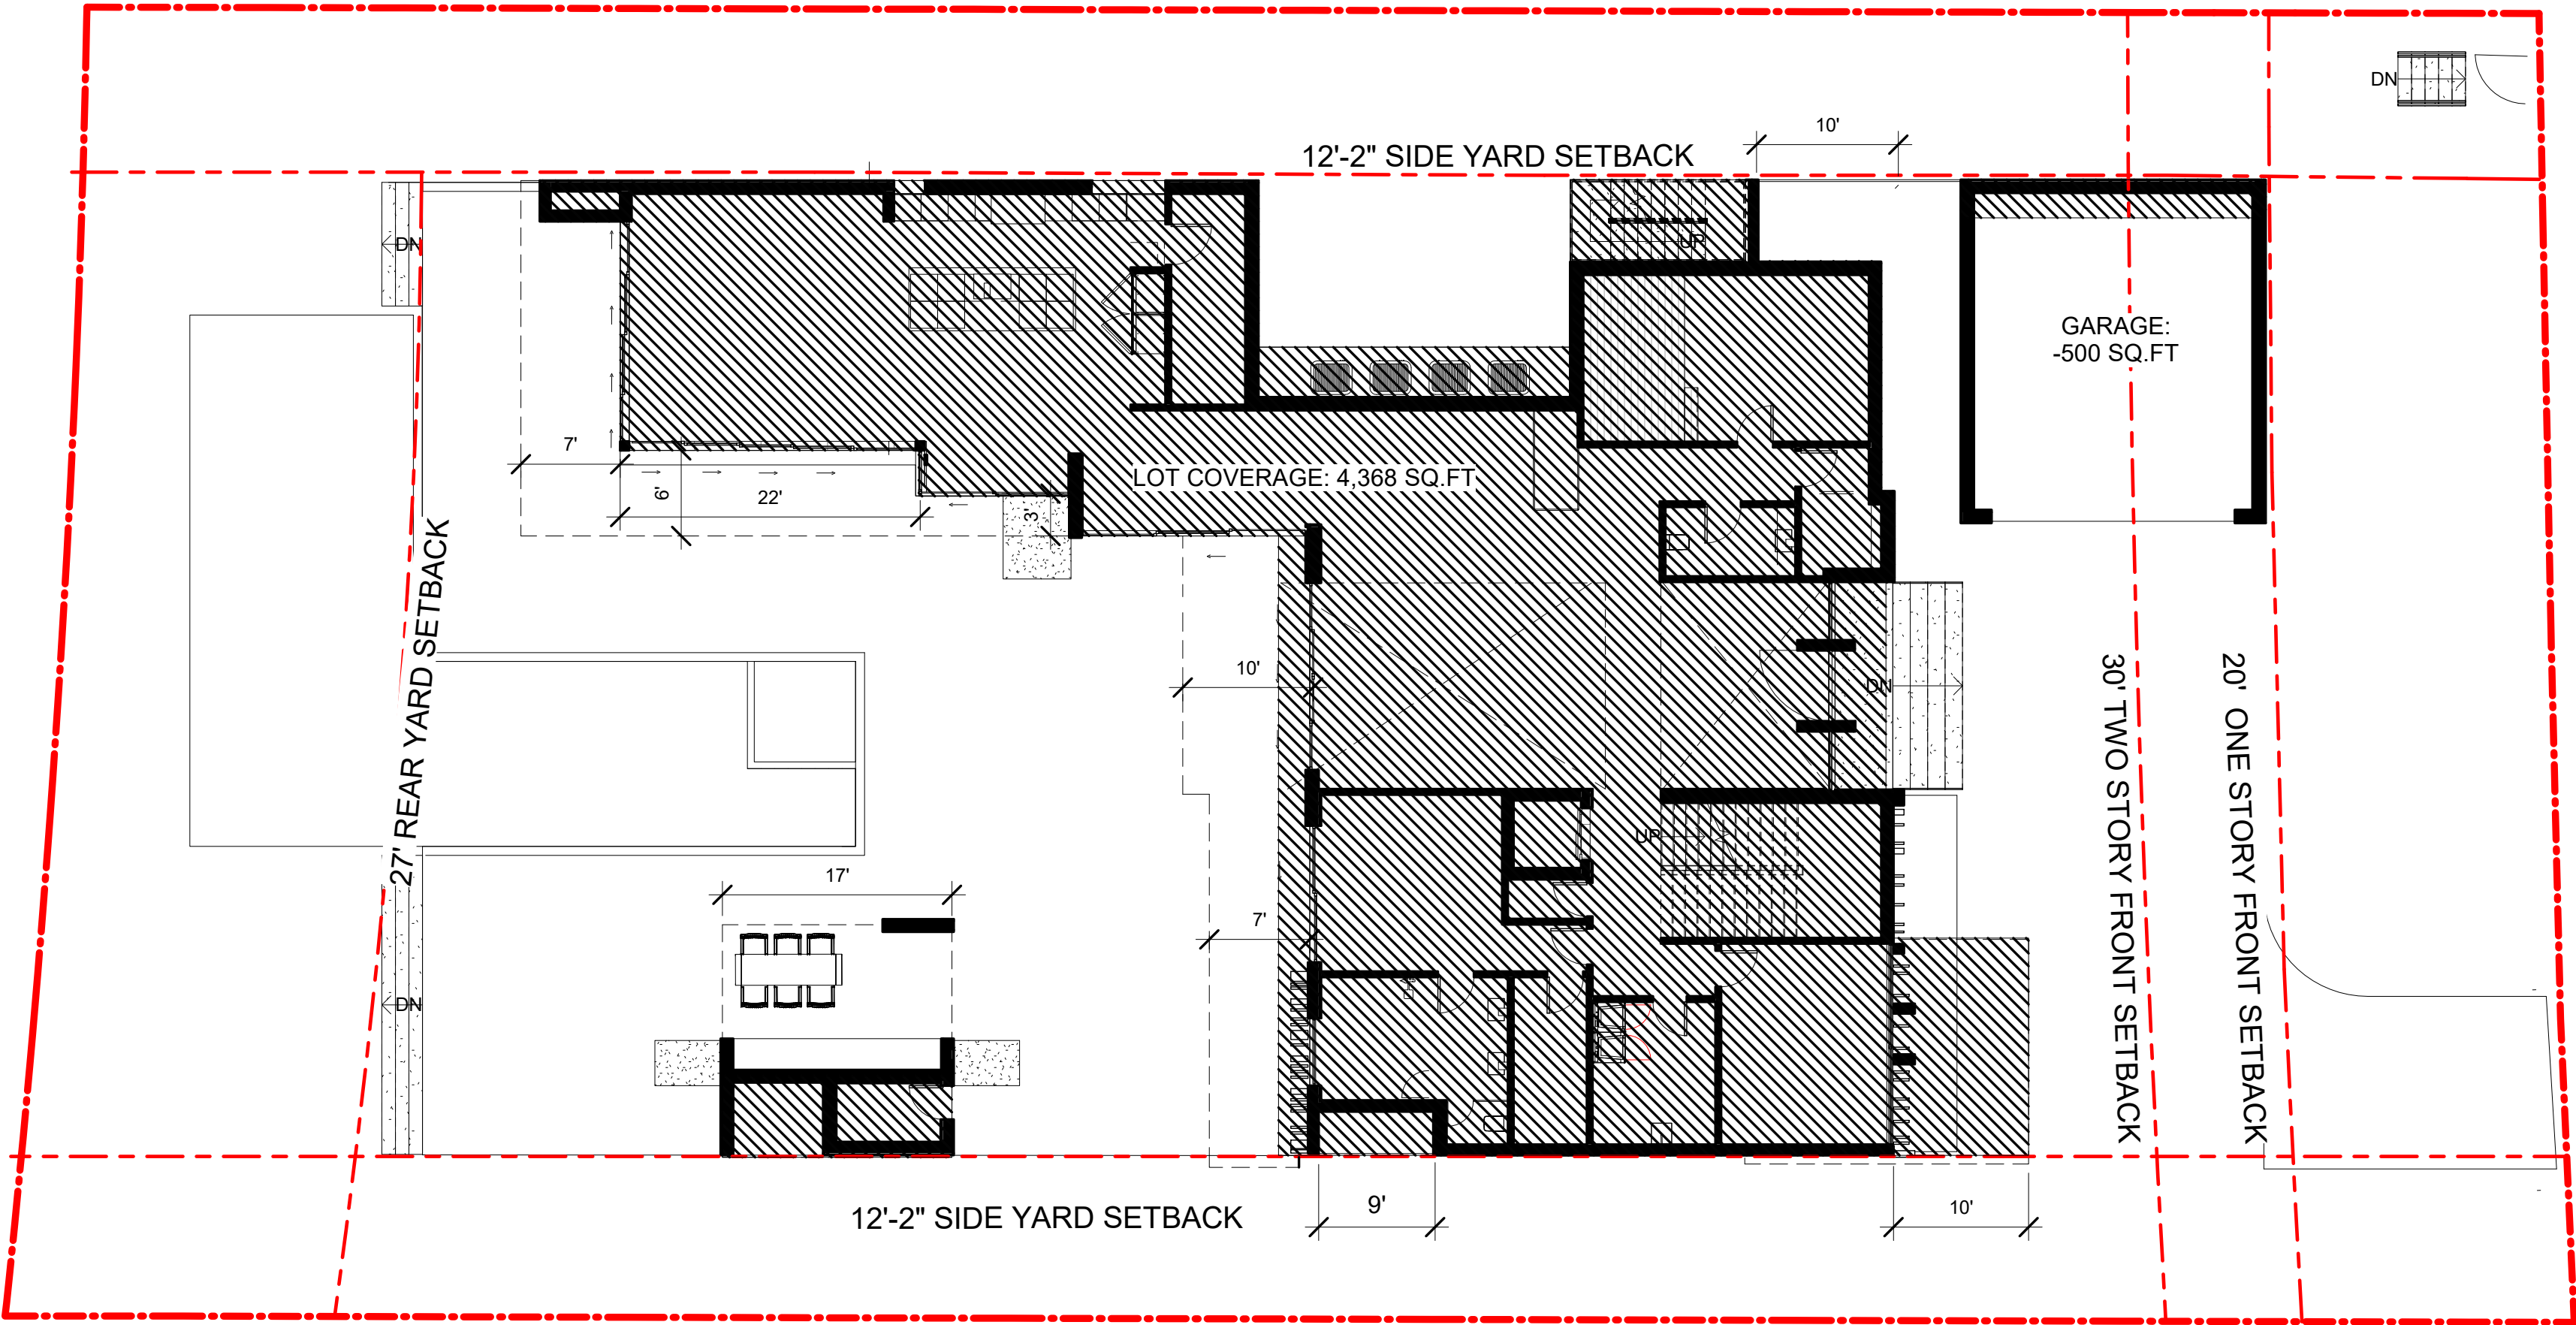 DN
10'
12'-2" SIDE YARD SETBACK
DN
UP
GARAGE:
-500 SQ.FT
7'
6'
22'
3'
LOT COVERAGE: 4,368 SQ.FT
27' REAR YARD SETBACK
10'
DN
30' TWO STORY FRONT SETBACK
20' ONE STORY FRONT SETBACK
UP
17'
7'
DN
12'-2" SIDE YARD SETBACK
9'
10'